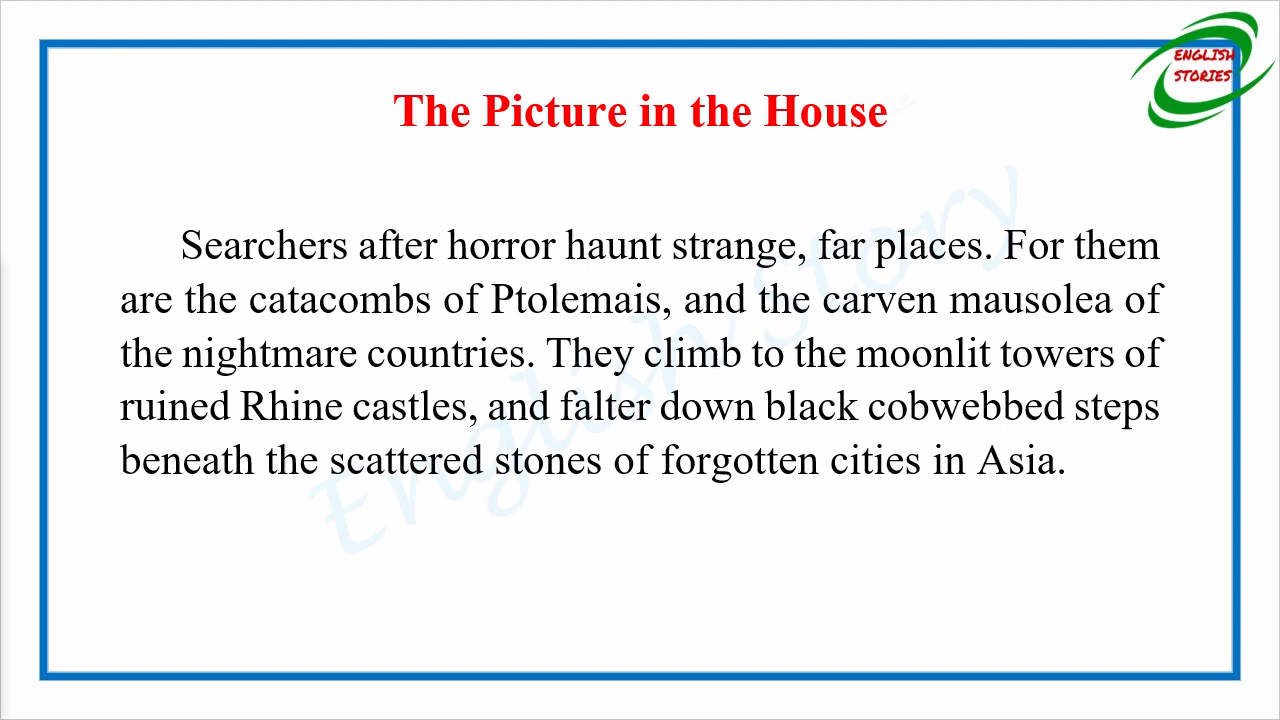 ENGLISH
STORIES
The Picture in the House
Searchers after horror haunt strange, far places. For them
are the catacombs of Ptolemais, and the carven mausolea of
the nightmare countries. They climb to the moonlit towers of
ruined Rhine castles, and falter down black cobwebbed steps
beneath the scattered stones of forgotten cities in Asia.
English Story